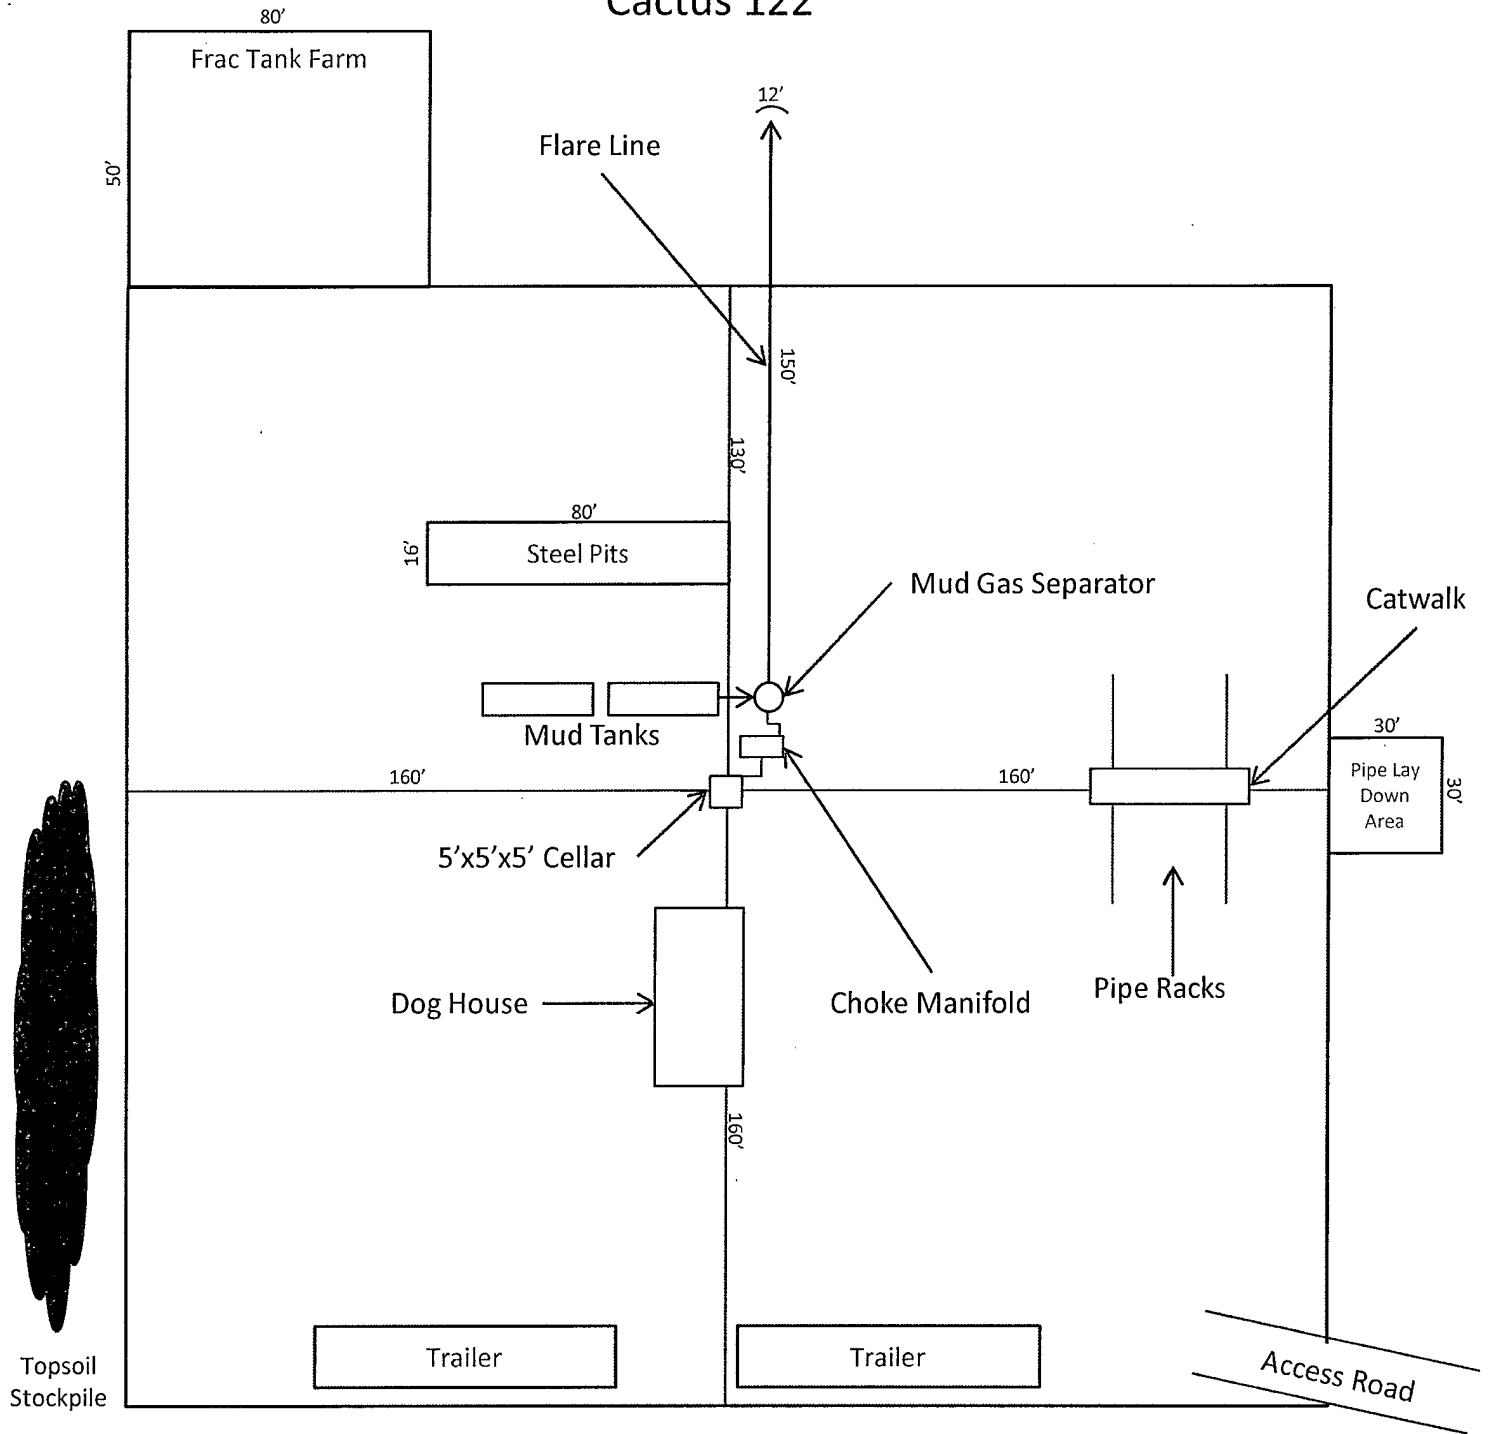 Cactus 122
80'
Frac Tank Farm
50'
12'
Flare Line
150'
130'
80'
16'
Steel Pits
Mud Gas Separator
Catwalk
Mud Tanks
160'
160'
30'
Pipe Lay
Down
Area
30'
5'x5'x5' Cellar
Dog House
Choke Manifold
Pipe Racks
160'
Trailer
Trailer
Access Road
Topsoil
Stockpile